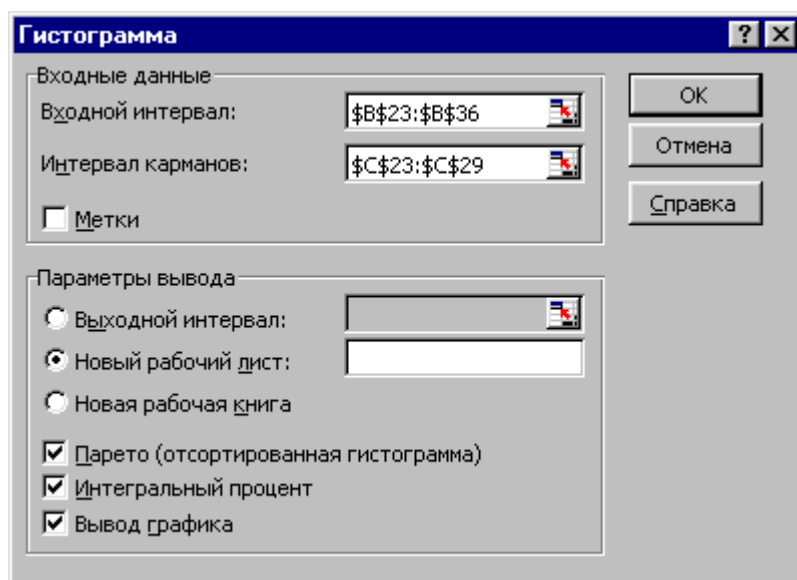 Гистограмма
Входные данные
Входной интервал: $B$23:$B$36
Интервал карманов: $C$23:$C$29
Метки
OK
Отмена
Справка
Параметры вывода
Выходной интервал:
Новый рабочий лист:
Новая рабочая книга
Парето (отсортированная гистограмма)
Интегральный процент
Вывод графика